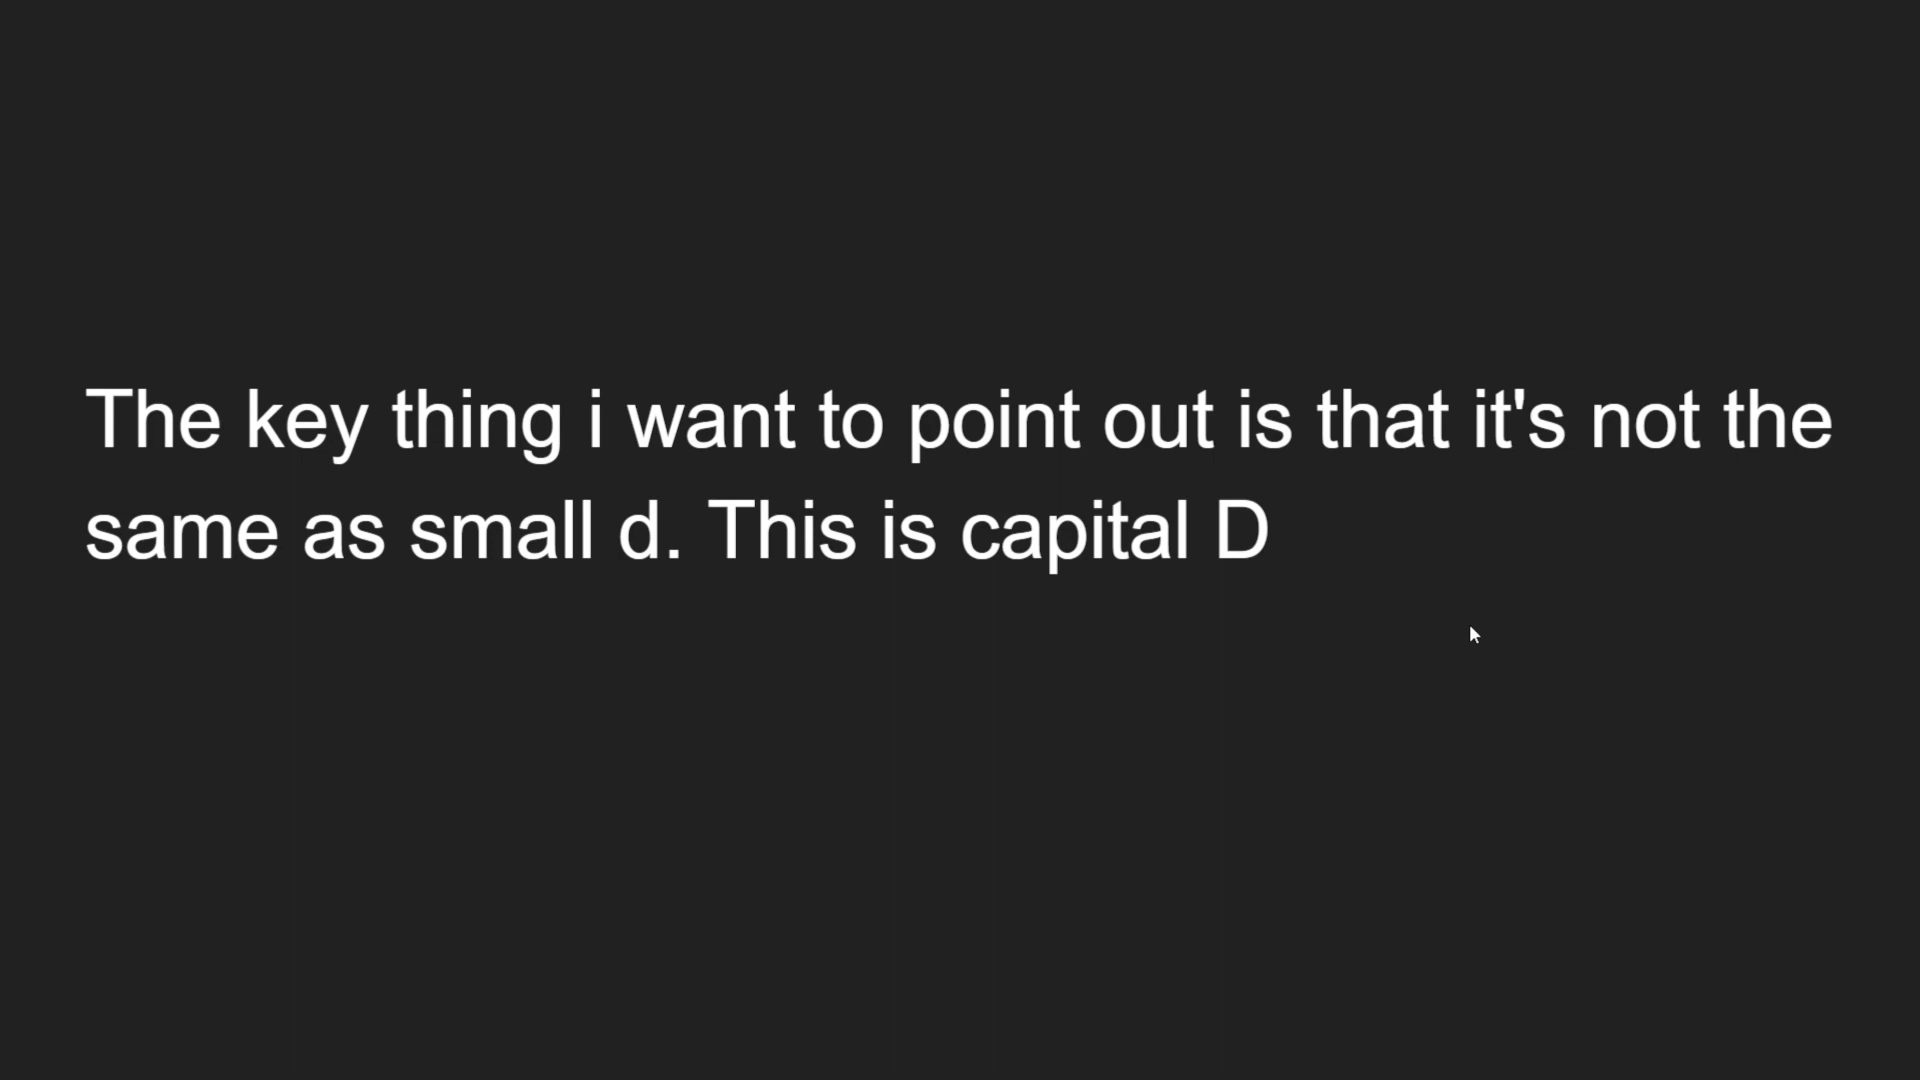 The key thing i want to point out is that it's not the
same as small d. This is capital D